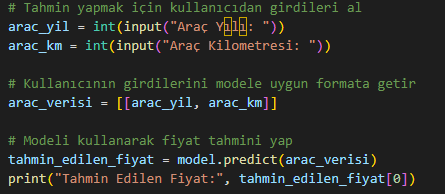 # Tahmin yapmak için kullanıcıdan girdileri al
arac_yil = int(input("Araç Yılı: "))
arac_km = int(input("Araç Kilometresi: "))
# Kullanıcının girdilerini modele uygun formata getir
arac_verisi = [[arac_yil, arac_km]]
# Modeli kullanarak fiyat tahmini yap
tahmin_edilen_fiyat = model.predict(arac_verisi)
print("Tahmin Edilen Fiyat:", tahmin_edilen_fiyat[0])